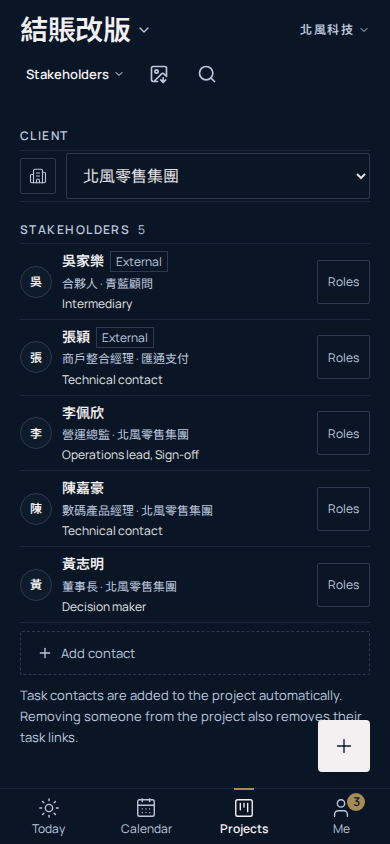 結帳改版
北風科技
Stakeholders
CLIENT
北風零售集團
STAKEHOLDERS 5
吳
吳家樂 External
合夥人 · 青藍顧問
Intermediary
Roles
張
張穎 External
商戶整合經理 · 匯通支付
Technical contact
Roles
李
李佩欣
營運總監 · 北風零售集團
Operations lead, Sign-off
Roles
陳
陳嘉豪
數碼產品經理 · 北風零售集團
Technical contact
Roles
黃
黃志明
董事長 · 北風零售集團
Decision maker
Roles
Add contact
Task contacts are added to the project automatically.
Removing someone from the project also removes their
task links.
Today
Calendar
Projects
3
Me